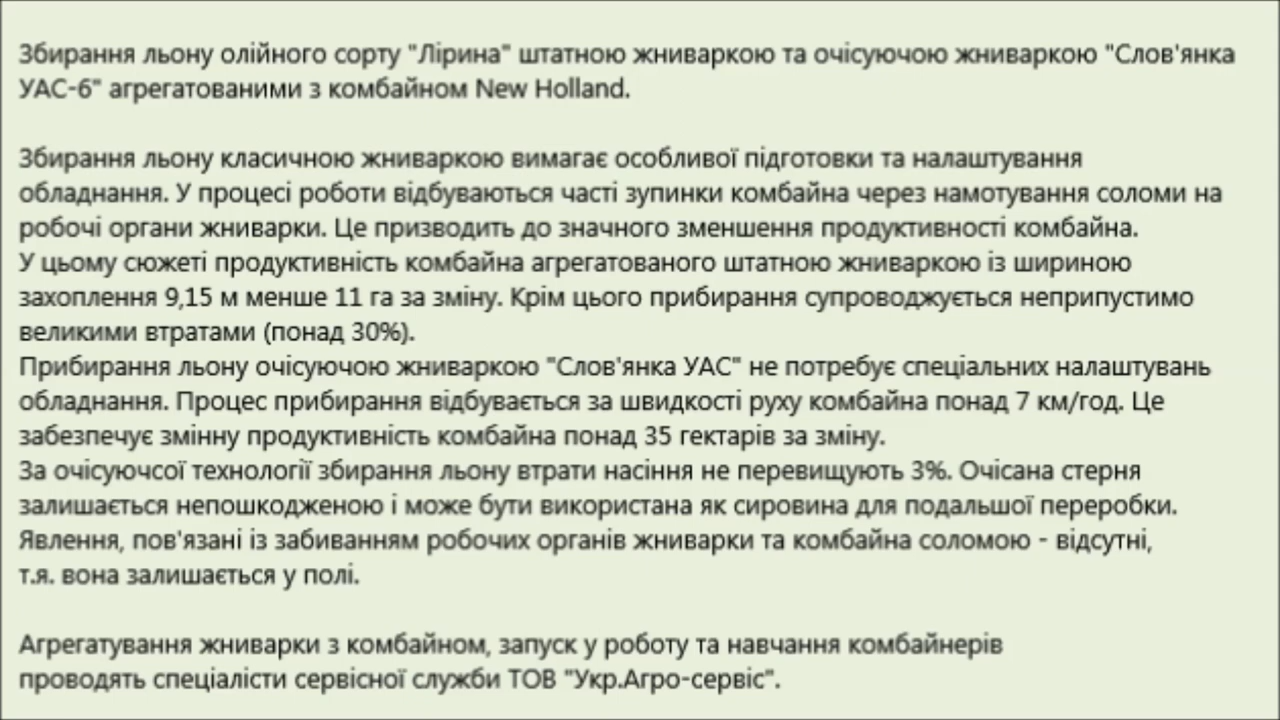 Збирання льону олійного сорту "Лірина" штатною жниваркою та очісуючою жниваркою "Слов'янка
УАС-6" агрегатованими з комбайном New Holland.
Збирання льону класичною жниваркою вимагає особливої підготовки та налаштування
обладнання. У процесі роботи відбуваються часті зупинки комбайна через намотування соломи на
робочі органи жниварки. Це призводить до значного зменшення продуктивності комбайна.
У цьому сюжеті продуктивність комбайна агрегатованого штатною жниваркою із шириною
захоплення 9,15 м менше 11 га за зміну. Крім цього прибирання супроводжується неприпустимо
великими втратами (понад 30%).
Прибирання льону очісуючою жниваркою "Слов'янка УАС" не потребує спеціальних налаштувань
обладнання. Процес прибирання відбувається за швидкості руху комбайна понад 7 км/год. Це
забезпечує змінну продуктивність комбайна понад 35 гектарів за зміну.
За очісуючсої технології збирання льону втрати насіння не перевищують 3%. Очісана стерня
залишається непошкодженою і може бути використана як сировина для подальшої переробки.
Явлення, пов'язані із забиванням робочих органів жниварки та комбайна соломою - відсутні,
т.я. вона залишається у полі.
Агрегатування жниварки з комбайном, запуск у роботу та навчання комбайнерів
проводять спеціалісти сервісної служби ТОВ "Укр.Агро-сервіс".